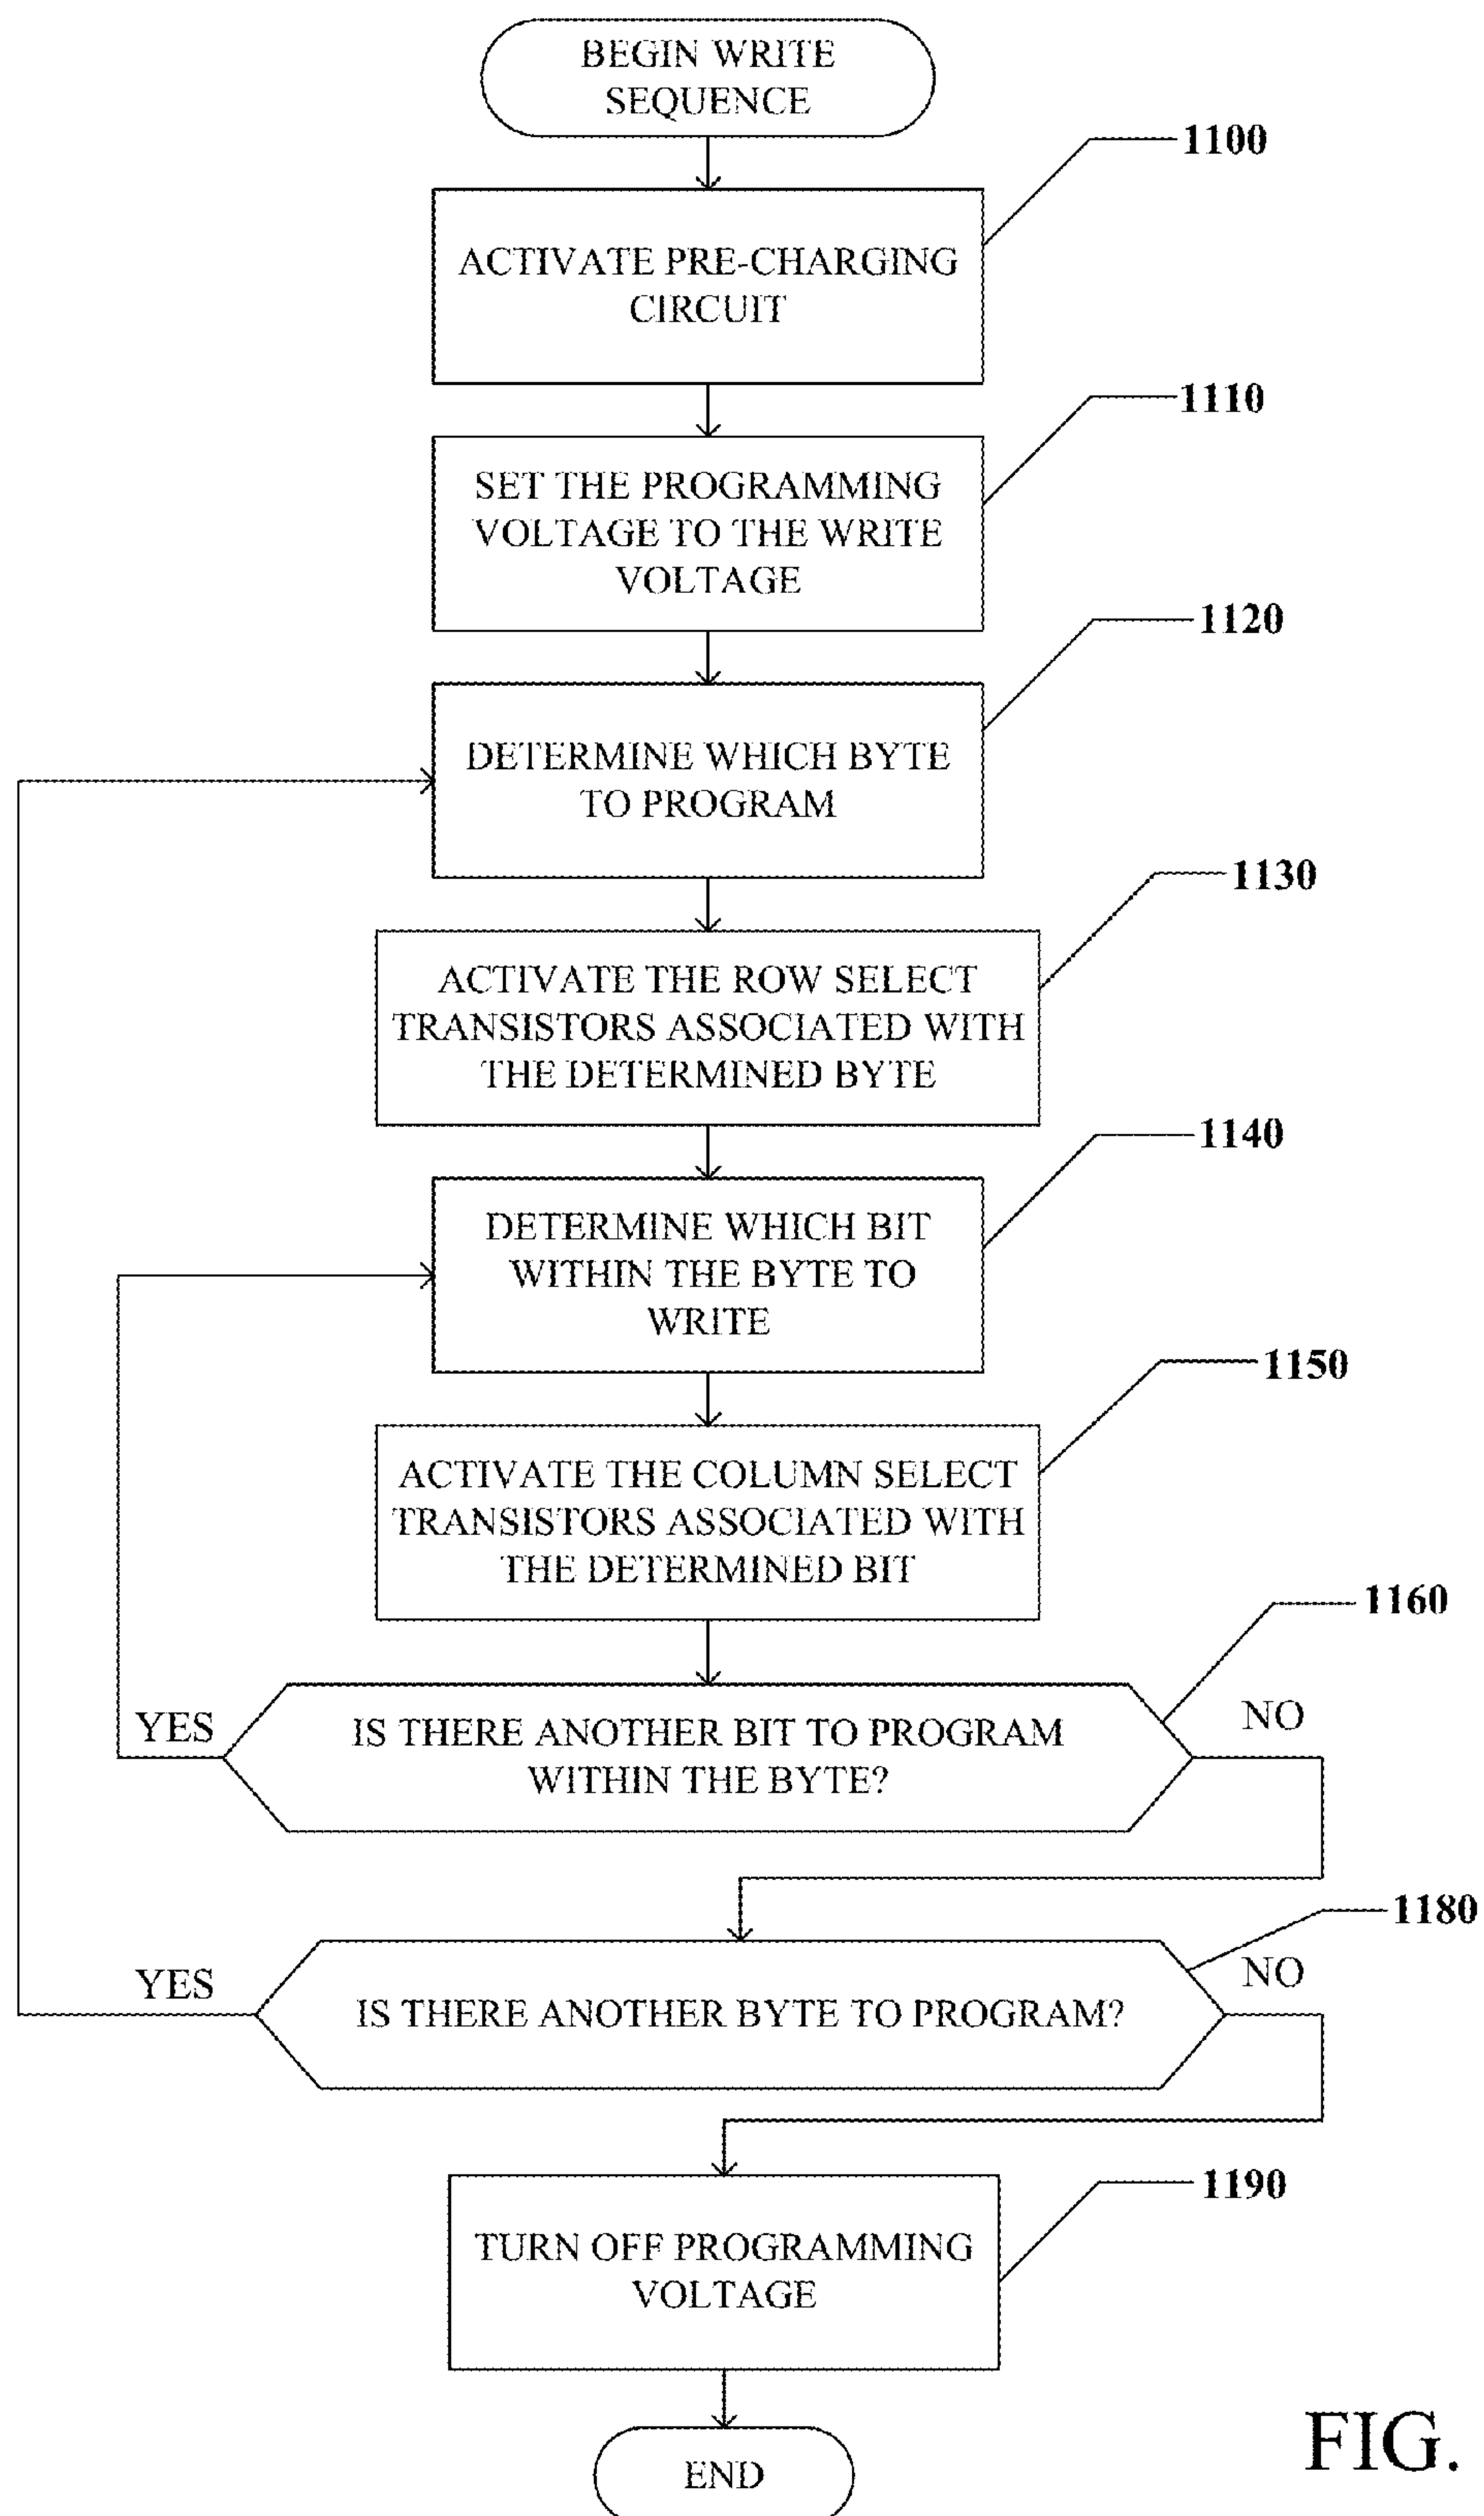 BEGIN WRITE
SEQUENCE
1100
ACTIVATE PRE-CHARGING
CIRCUIT
1110
SET THE PROGRAMMING
VOLTAGE TO THE WRITE
VOLTAGE
1120
DETERMINE WHICH BYTE
TO PROGRAM
1130
ACTIVATE THE ROW SELECT
TRANSISTORS ASSOCIATED WITH
THE DETERMINED BYTE
1140
DETERMINE WHICH BIT
WITHIN THE BYTE TO
WRITE
1150
ACTIVATE THE COLUMN SELECT
TRANSISTORS ASSOCIATED WITH
THE DETERMINED BIT
1160
YES
IS THERE ANOTHER BIT TO PROGRAM
WITHIN THE BYTE?
NO
1180
YES
IS THERE ANOTHER BYTE TO PROGRAM?
NO
1190
TURN OFF PROGRAMMING
VOLTAGE
END
FIG.